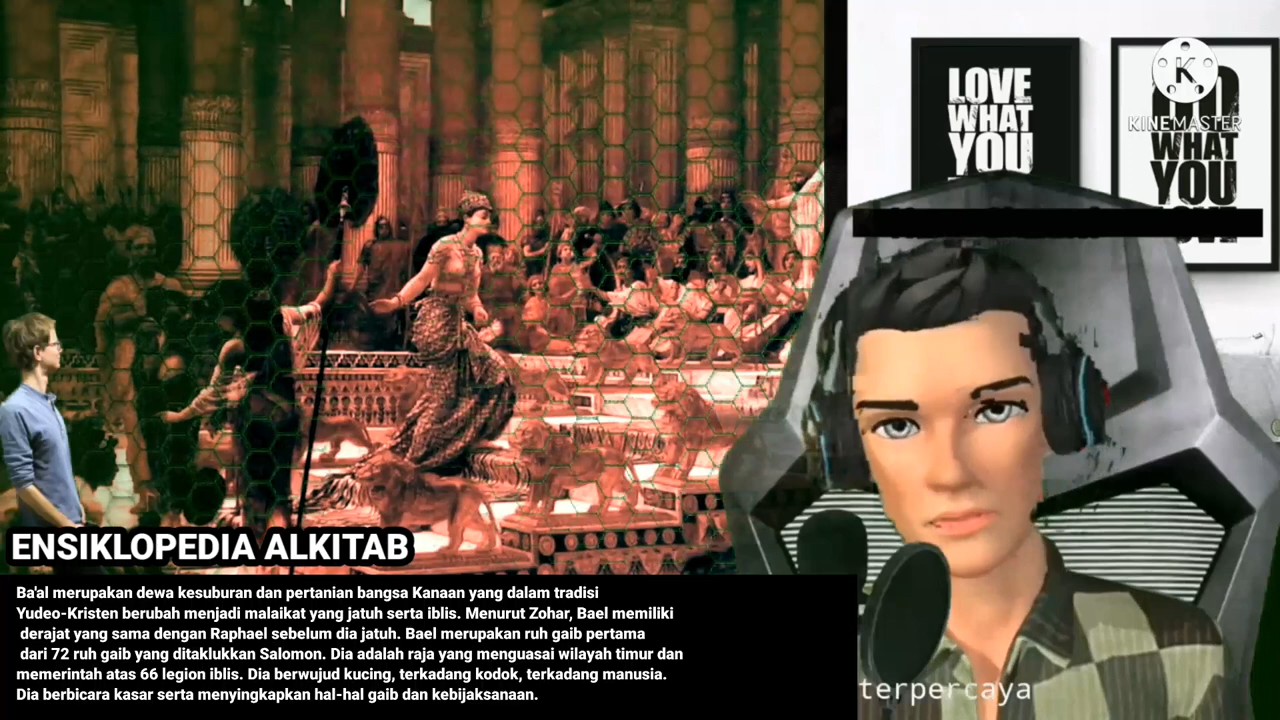 LOVE
WHAT
YOU
WHAT
YOU
KINEMASTER
ENSIKLOPEDIA ALKITAB
Ba'al merupakan dewa kesuburan dan pertanian bangsa Kanaan yang dalam tradisi
Yudeo-Kristen berubah menjadi malaikat yang jatuh serta iblis. Menurut Zohar, Bael memiliki
derajat yang sama dengan Raphael sebelum dia jatuh. Bael merupakan ruh gaib pertama
dari 72 ruh gaib yang ditaklukkan Salomon. Dia adalah raja yang menguasai wilayah timur dan
memerintah atas 66 legion iblis. Dia berwujud kucing, terkadang kodok, terkadang manusia.
Dia berbicara kasar serta menyingkapkan hal-hal gaib dan kebijaksanaan.
terpercaya